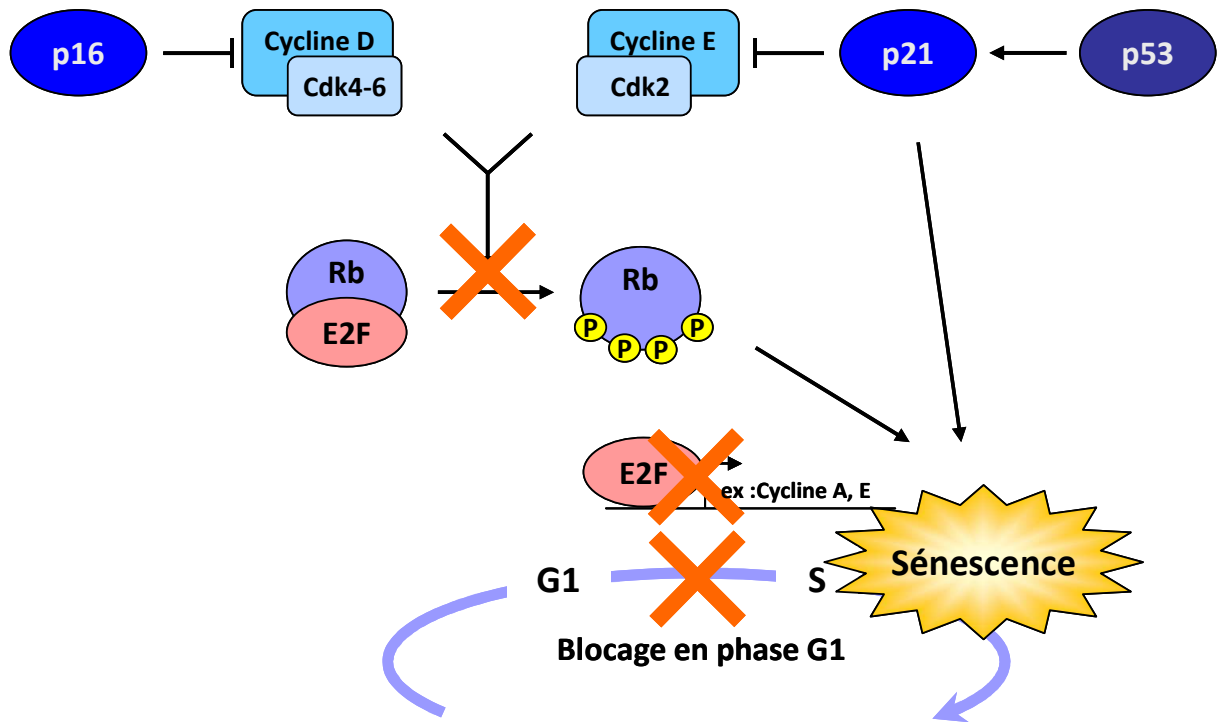 p16
Cycline D
Cdk4-6
Cycline E
Cdk2
p21
p53
Rb
E2F
Rb
P
P
P
P
E2F
ex :Cycline A, E
Sénescence
G1
S
Blocage en phase G1